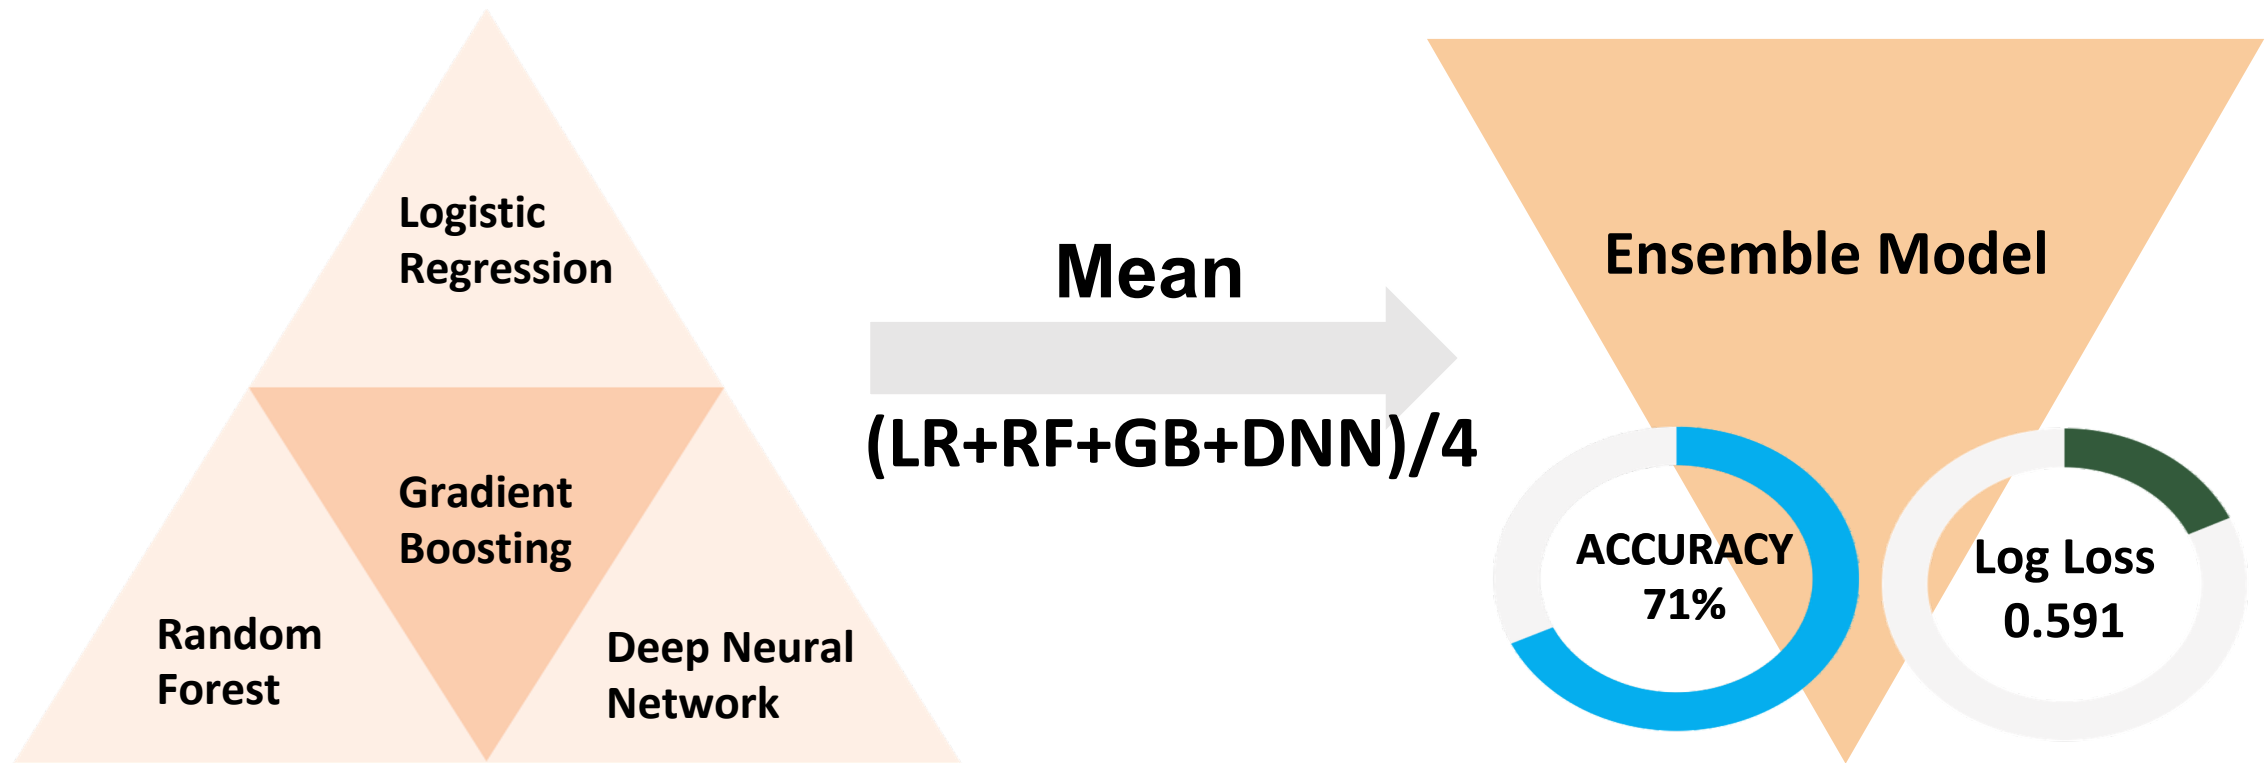 Logistic
Regression
Gradient
Boosting
Random
Forest
Deep Neural
Network
Mean
(LR+RF+GB+DNN)/4
Ensemble Model
ACCURACY
71%
Log Loss
0.591